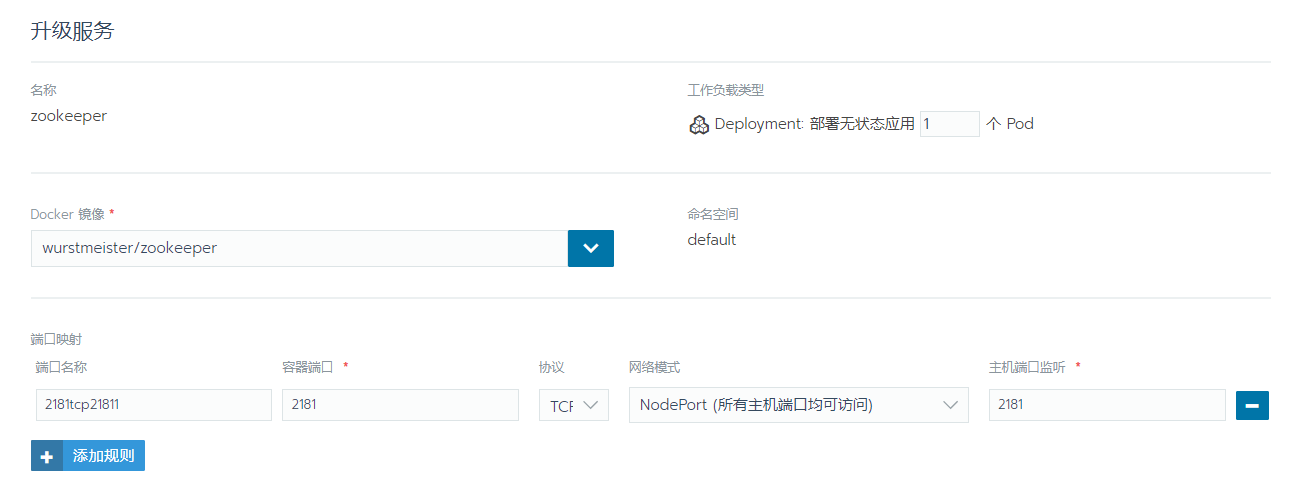 升级服务
名称
工作负载类型
zookeeper
Deployment: 部署无状态应用 1 个 Pod
Docker 镜像 *
命名空间
wurstmeister/zookeeper
default
端口映射
端口名称 容器端口 * 协议 网络模式 主机端口监听 *
2181tcp21811 2181 TCP NodePort (所有主机端口均可访问) 2181
添加规则